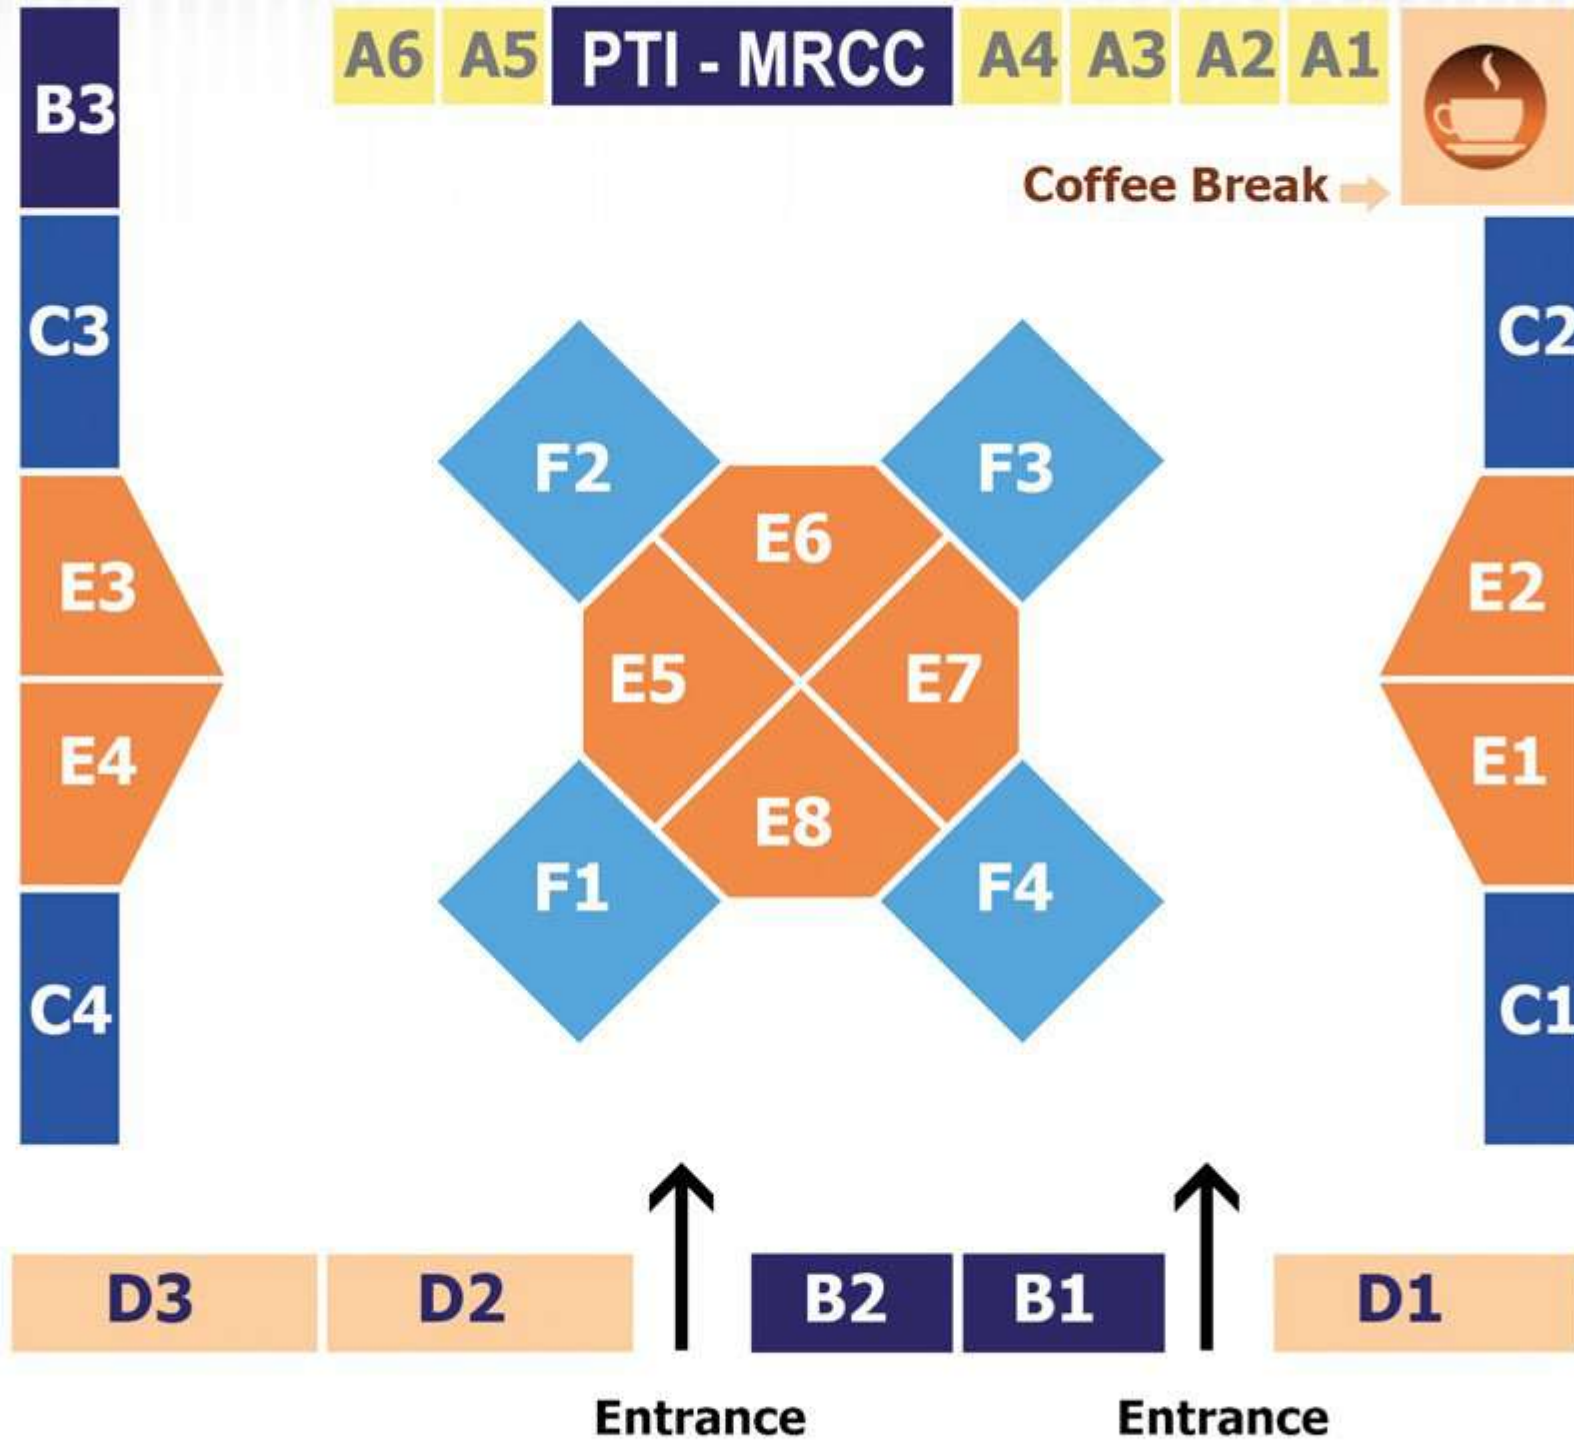 A6 A5 PTI - MRCC A4 A3 A2 A1
B3
Coffee Break
C3 C2
F2 F3
E6
E3 E2
E5 E7
E4 E1
E8
F1 F4
C4 C1
D3 D2 B2 B1 D1
Entrance Entrance